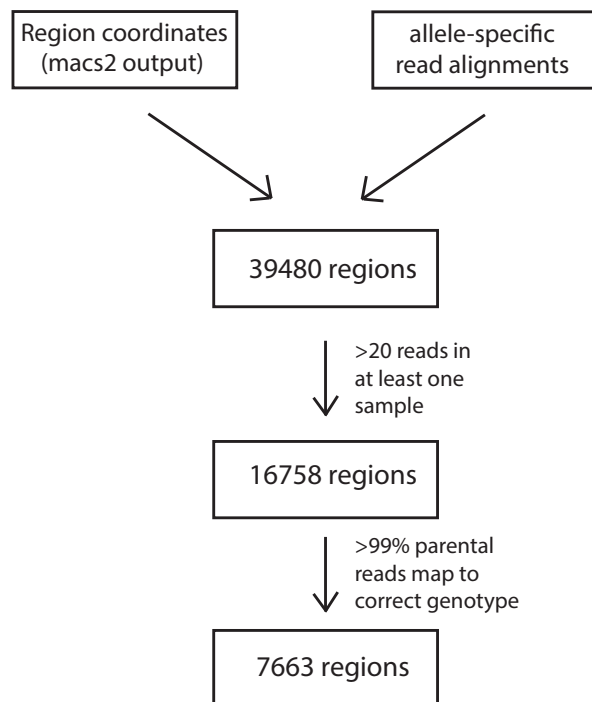 Region coordinates
(macs2 output)
allele-specific
read alignments
39480 regions
>20 reads in
at least one
sample
16758 regions
>99% parental
reads map to
correct genotype
7663 regions